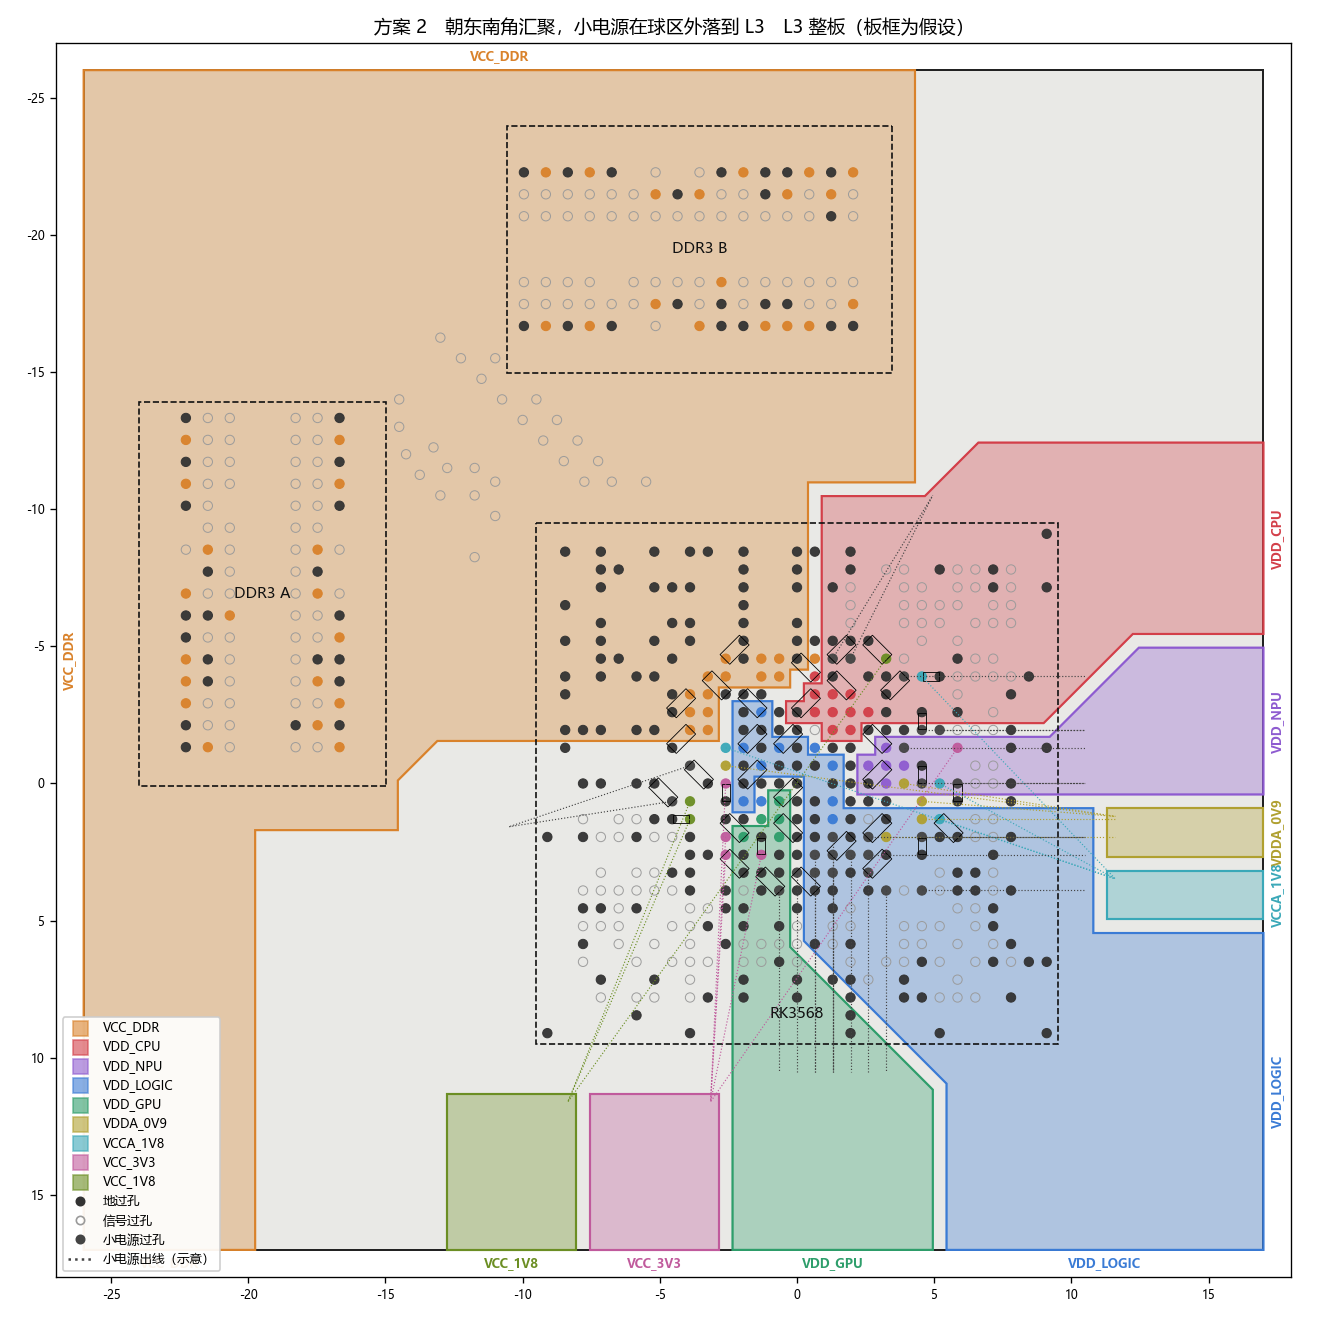 方案 2 朝东南角汇聚，小电源在球区外落到 L3 L3 整板（板框为假设）
VCC_DDR
-25
-20
-15
-10
-5
0
5
10
15
DDR3 B
DDR3 A
VCC_DDR
VDD_CPU
VDD_NPU
VDDA_0V9
VCCA_1V8
VDD_LOGIC
RK3568
VCC_DDR
VDD_CPU
VDD_NPU
VDD_LOGIC
VDD_GPU
VDDA_0V9
VCCA_1V8
VCC_3V3
VCC_1V8
地过孔
信号过孔
小电源过孔
小电源出线（示意）
VCC_1V8
VCC_3V3
VDD_GPU
VDD_LOGIC
-25
-20
-15
-10
-5
0
5
10
15